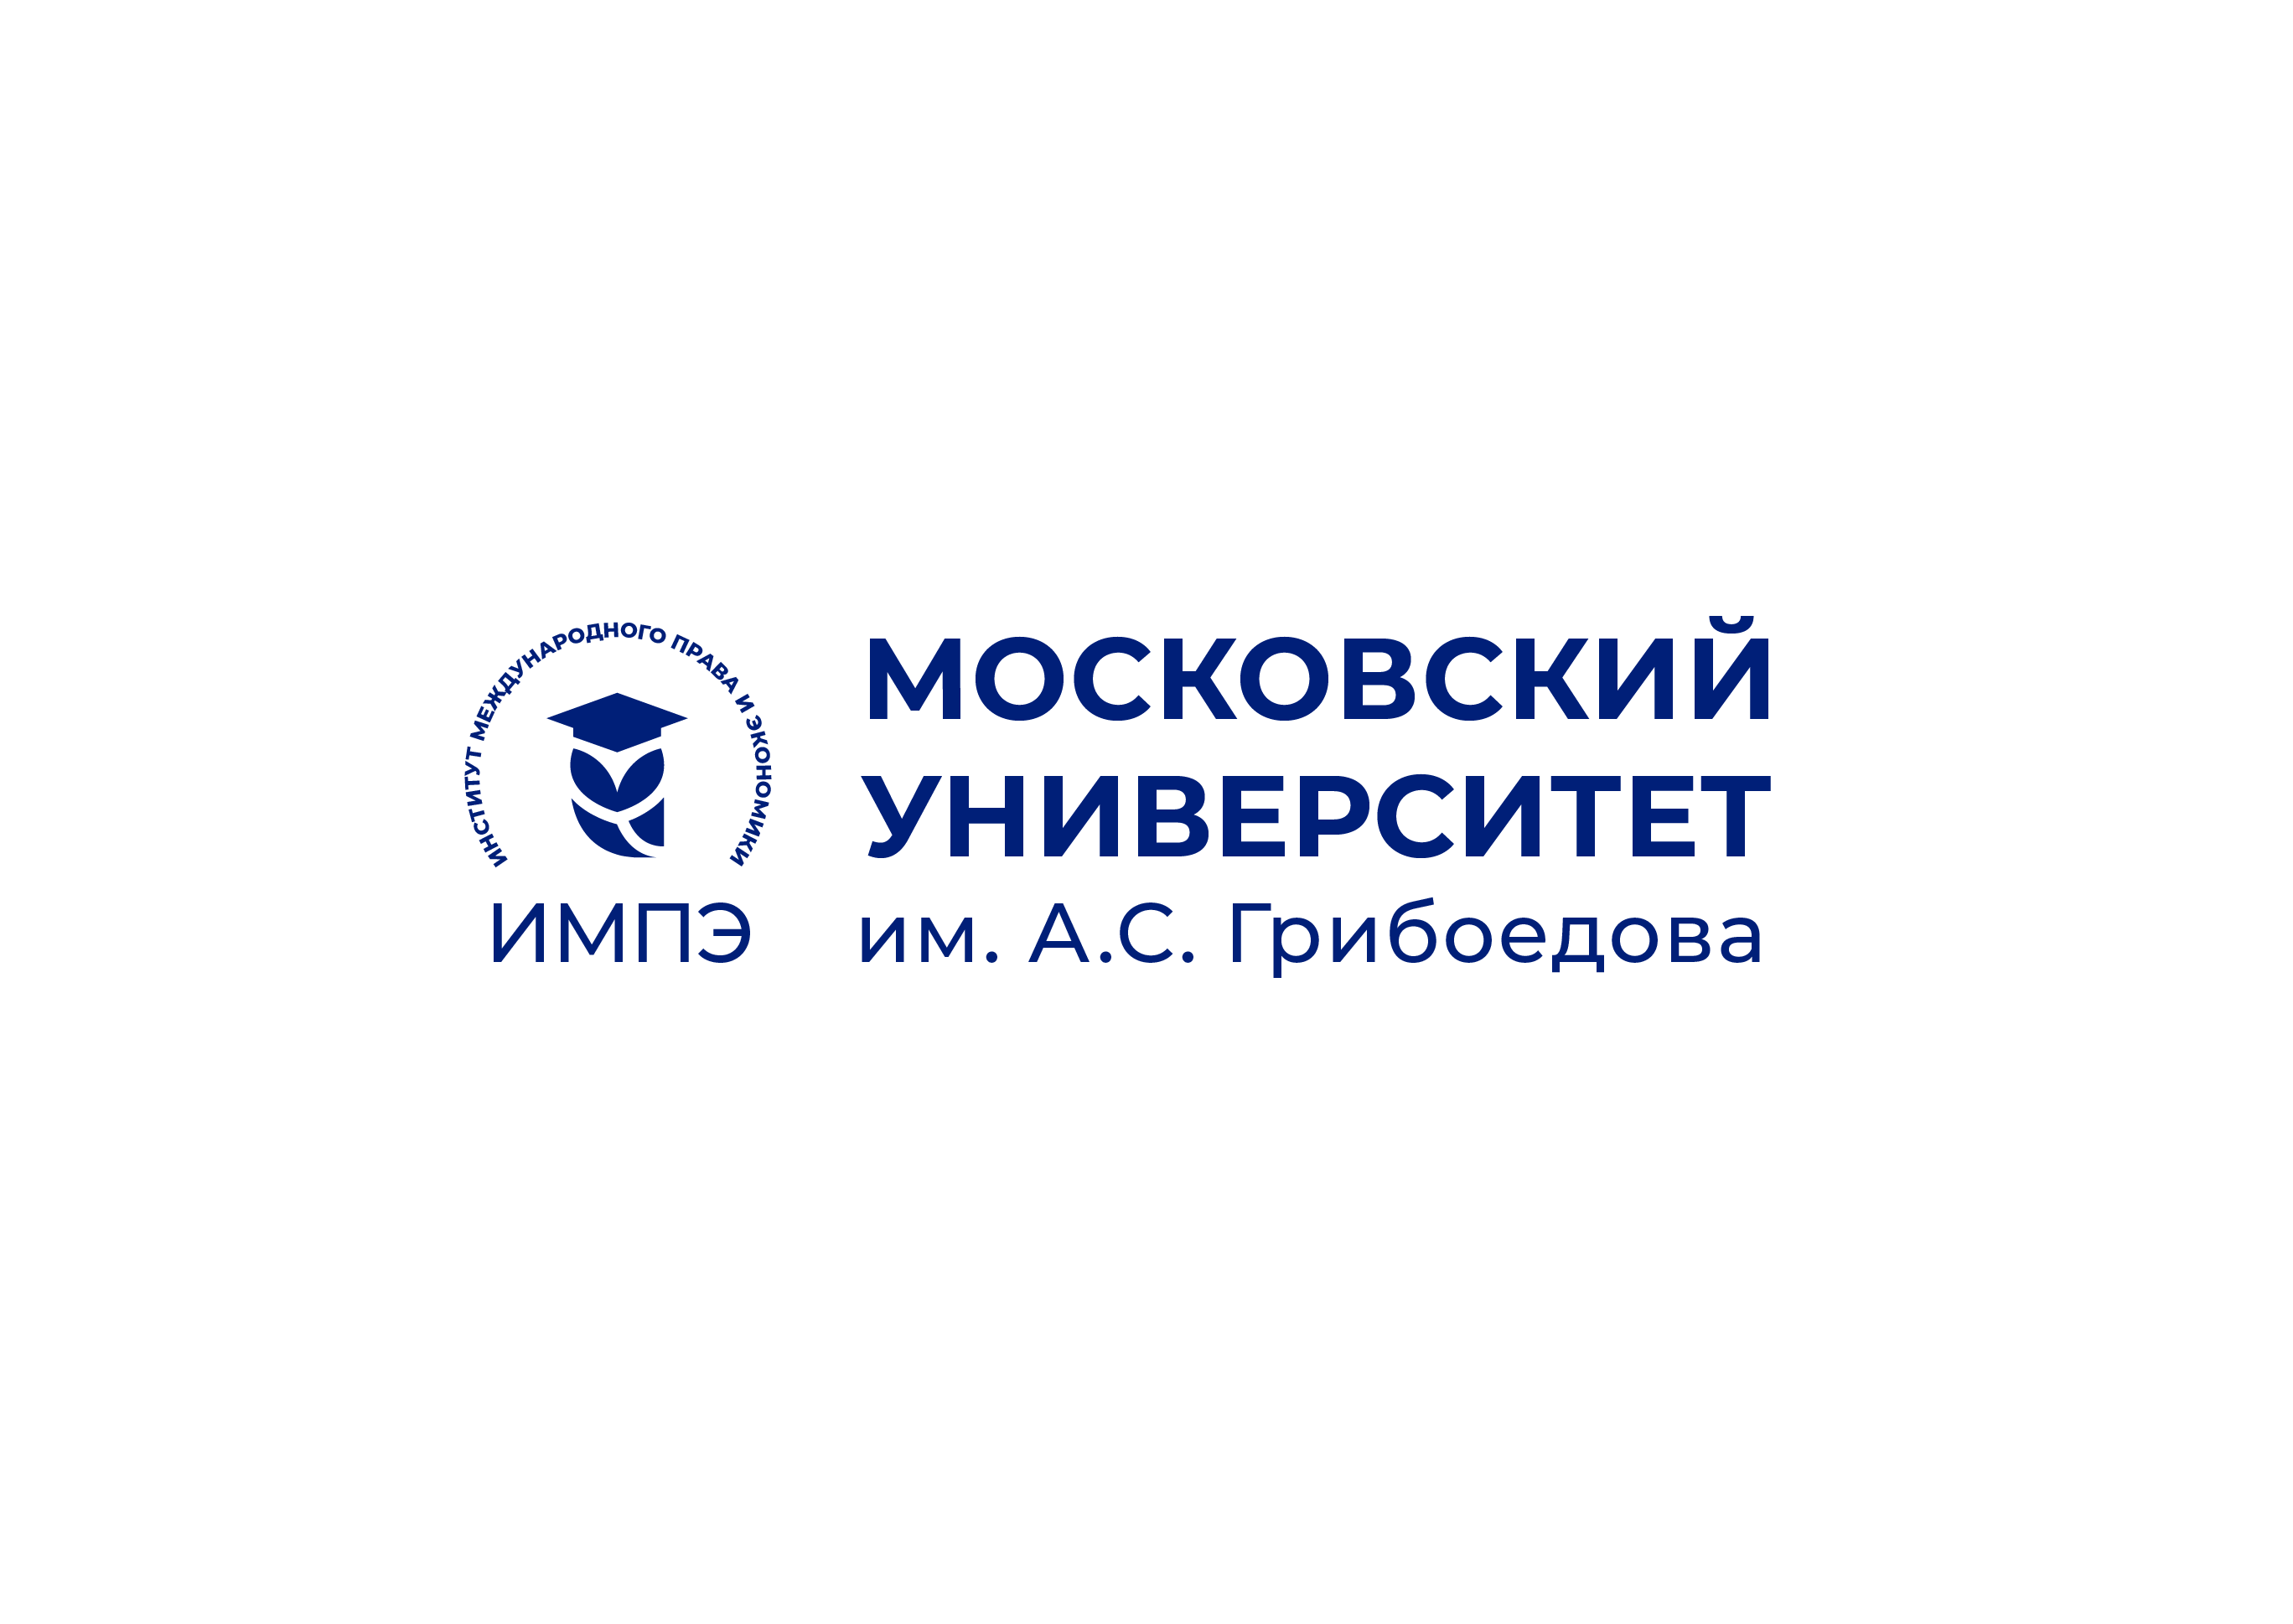 ИНСТИТУТ МЕЖДУНАРОДНОГО ПРАВА И ЭКОНОМИКИ
ИМПЭ
МОСКОВСКИЙ
УНИВЕРСИТЕТ
им. А.С. Грибоедова